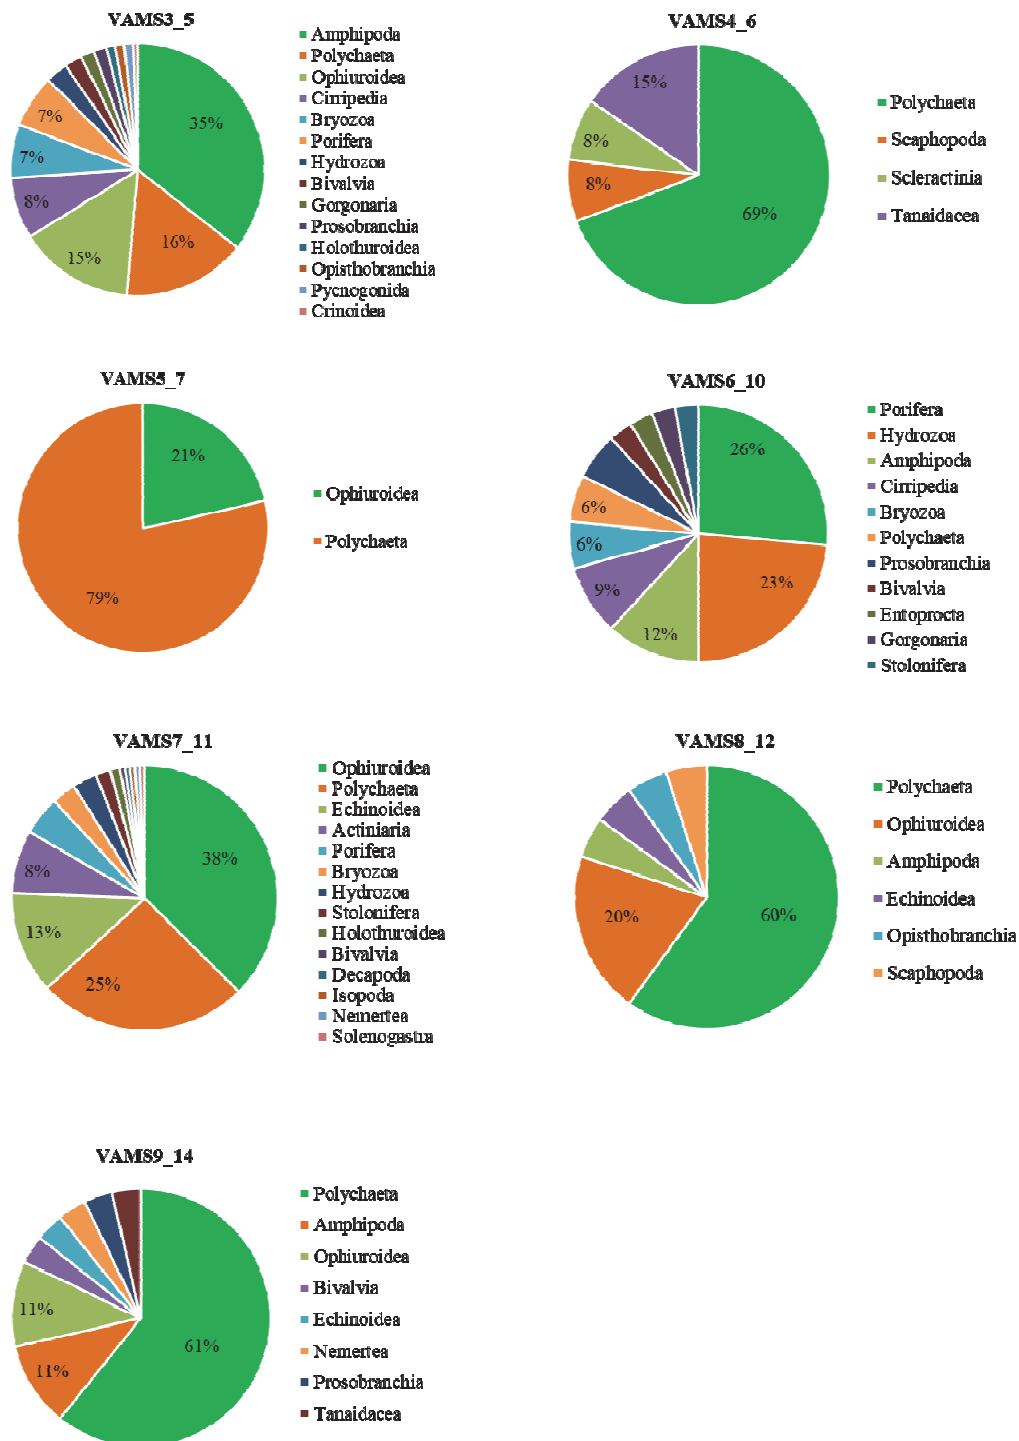 VAMS3_5
Amphipoda
Polychaeta
Ophiuroidea
Cirripedia
Bryozoa
Porifera
Hydrozoa
Bivalvia
Gorgonaria
Prosobranchia
Holothuroidea
Opisthobranchia
Pycnogonida
Crinoidea
35%
16%
15%
8%
7%
7%
VAMS4_6
Polychaeta
Scaphopoda
Scleractinia
Tanaidacea
15%
8%
8%
69%
VAMS5_7
Ophiuroidea
Polychaeta
21%
79%
VAMS6_10
Porifera
Hydrozoa
Amphipoda
Cirripedia
Bryozoa
Polychaeta
Prosobranchia
Bivalvia
Entoprocta
Gorgonaria
Stolonifera
26%
23%
12%
9%
6%
6%
VAMS7_11
Ophiuroidea
Polychaeta
Echinoidea
Actiniaria
Porifera
Bryozoa
Hydrozoa
Stolonifera
Holothuroidea
Bivalvia
Decapoda
Isopoda
Nemertea
Solenogastra
38%
25%
13%
8%
VAMS8_12
Polychaeta
Ophiuroidea
Amphipoda
Echinoidea
Opisthobranchia
Scaphopoda
60%
20%
VAMS9_14
Polychaeta
Amphipoda
Ophiuroidea
Bivalvia
Echinoidea
Nemertea
Prosobranchia
Tanaidacea
61%
11%
11%